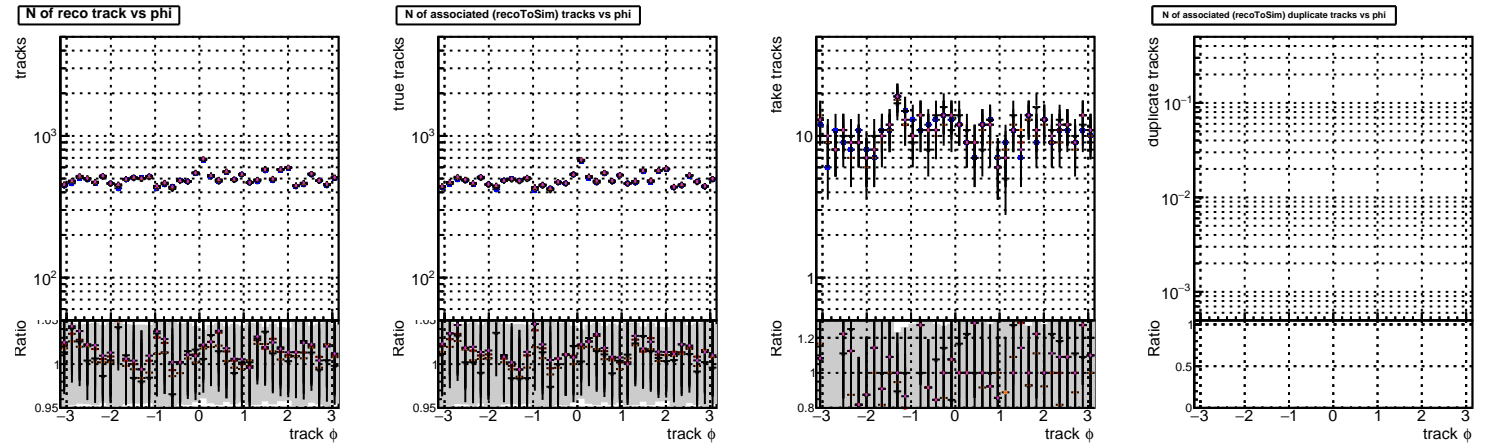 N of reco track vs phi
tracks
10³
10²
Ratio
1.05
1
0.95
−3 −2 −1 0 1 2 3
track ϕ
N of associated (recoToSim) tracks vs phi
true tracks
10³
10²
Ratio
1.05
1
0.95
−3 −2 −1 0 1 2 3
track ϕ
fake tracks
10
1
Ratio
1.2
1
0.8
−3 −2 −1 0 1 2 3
track ϕ
N of associated (recoToSim) duplicate tracks vs phi
duplicate tracks
10⁻¹
10⁻²
10⁻³
Ratio
1
0.5
0
−3 −2 −1 0 1 2 3
track ϕ